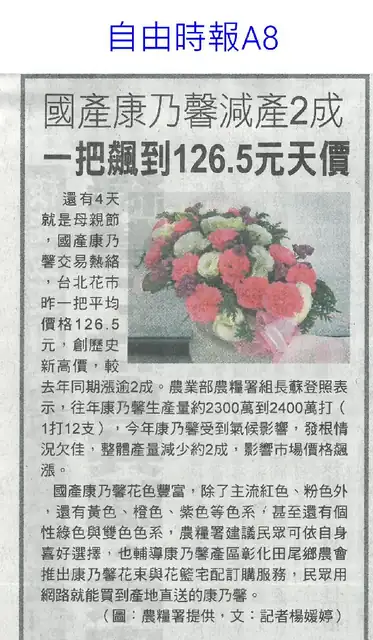 自由時報A8
國產康乃馨減產2成
一把飆到126.5元天價
還有4天
就是母親節
，國產康乃
馨交易熱絡
，台北花市
昨一把平均
價格126.5
元，創歷史
新高價，較
去年同期漲逾2成。農業部農糧署組長蘇登照表
示，往年康乃馨生產量約2300萬到2400萬打（
1打12支），今年康乃馨受到氣候影響，發根情
況欠佳，整體產量減少約2成，影響市場價格飆
漲。
國產康乃馨花色豐富，除了主流紅色、粉色外
，還有黃色、橙色、紫色等色系，甚至還有個
性綠色與雙色色系，農糧署建議民眾可依自身
喜好選擇，也輔導康乃馨產區彰化田尾鄉農會
推出康乃馨花束與花籃宅配訂購服務，民眾用
網路就能買到產地直送的康乃馨。
（圖：農糧署提供，文：記者楊媛婷）